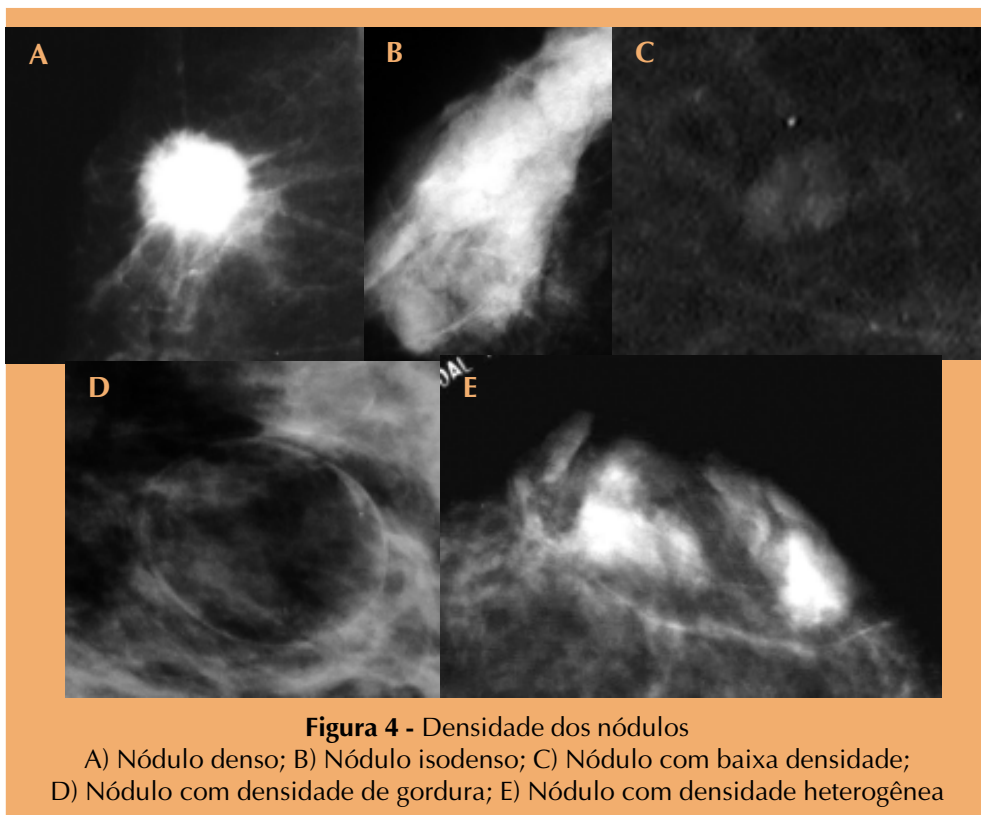 A
B
C
D
E
Figura 4 - Densidade dos nódulos
A) Nódulo denso; B) Nódulo isodenso; C) Nódulo com baixa densidade;
D) Nódulo com densidade de gordura; E) Nódulo com densidade heterogênea